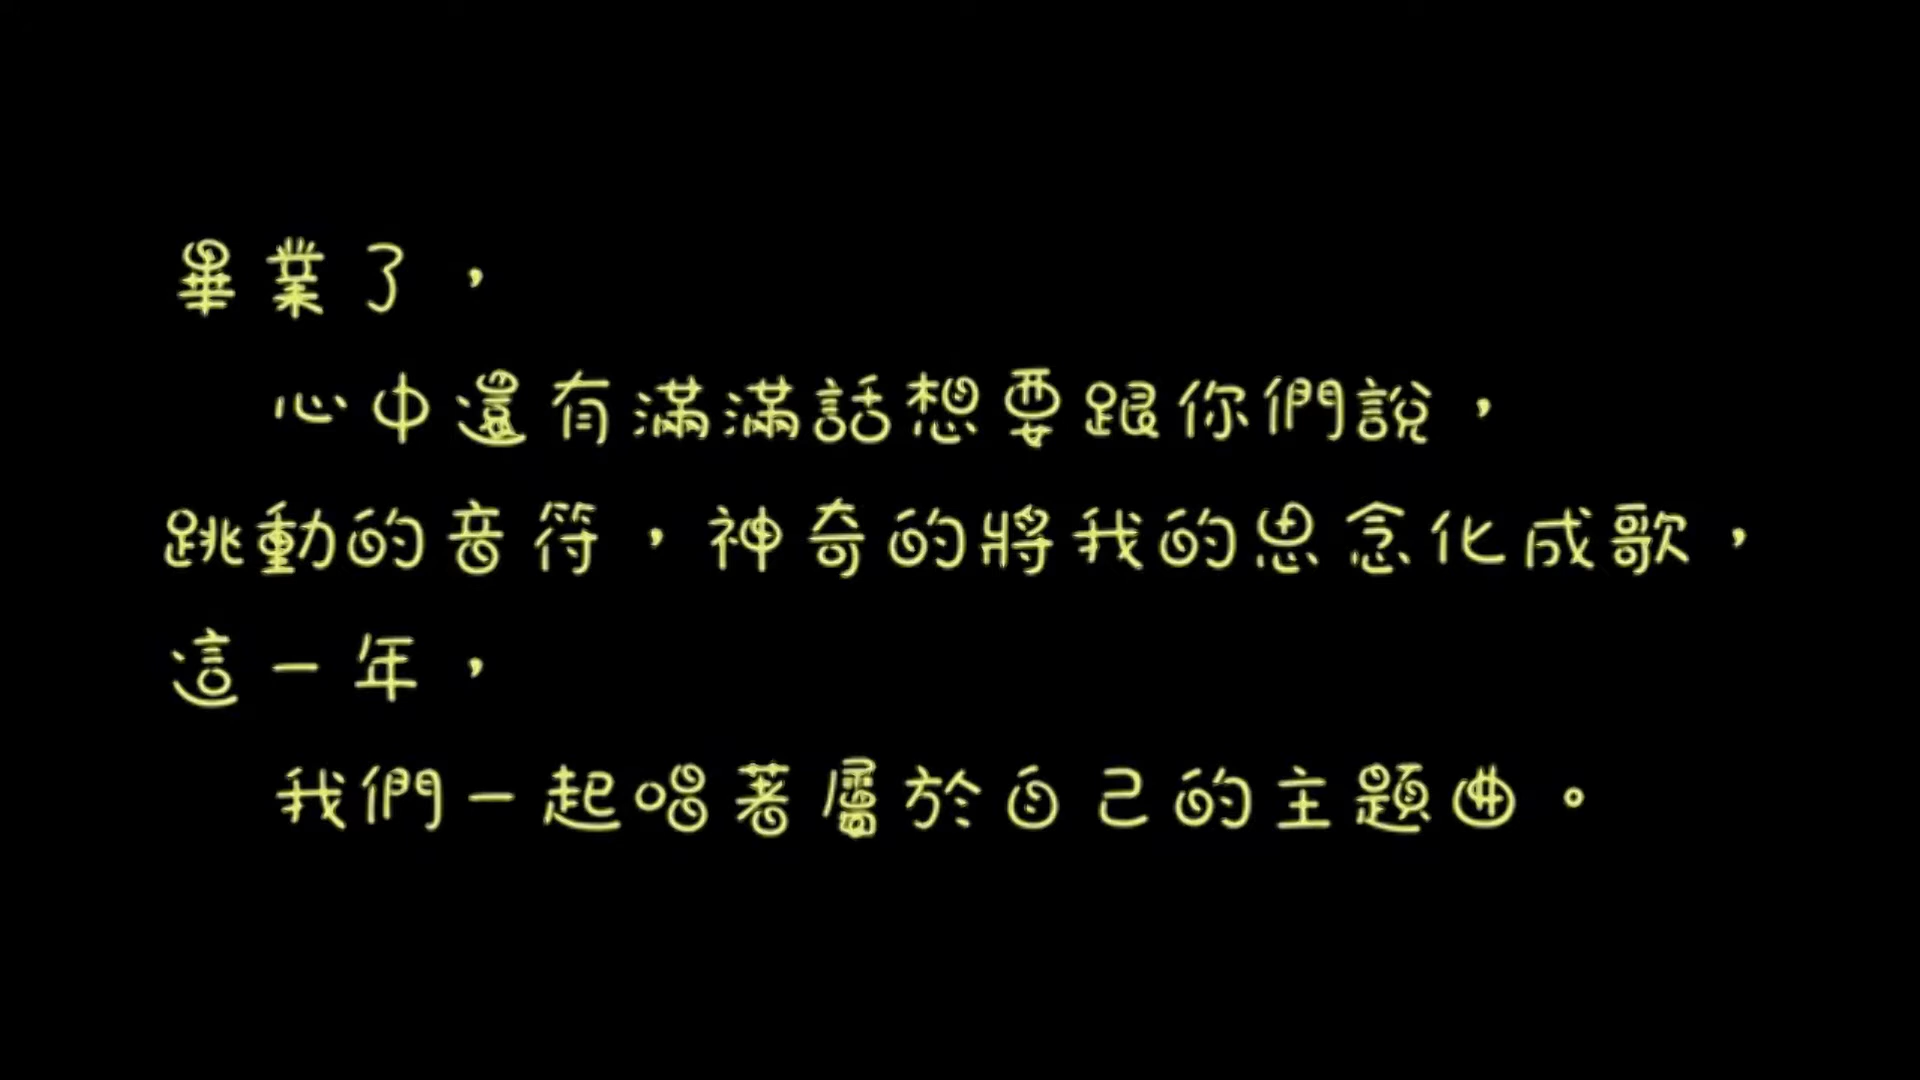 畢業了，
心中還有滿滿話想要跟你們說，
跳動的音符，神奇的將我的思念化成歌，
這一年，
我們一起唱著屬於自己的主題曲。